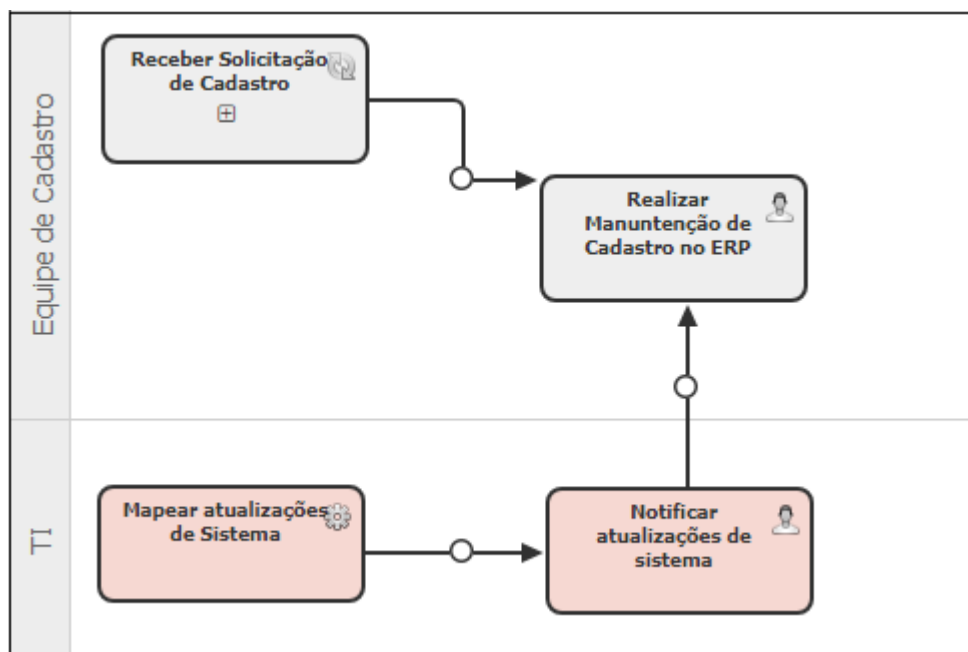 Equipe de Cadastro
Receber Solicitação
de Cadastro
Realizar
Manuntenção de
Cadastro no ERP
TI
Mapear atualizações
de Sistema
Notificar
atualizações de
sistema